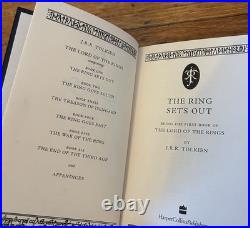 J.R.R. TOLKIEN
THE LORD OF THE RINGS
BOOK ONE
THE RING SETS OUT
BOOK TWO
THE RING GOES SOUTH
BOOK THREE
THE TREASON OF ISENGARD
BOOK FOUR
THE RING GOES EAST
BOOK FIVE
THE WAR OF THE RING
BOOK SIX
THE END OF THE THIRD AGE
AND
APPENDICES
THE RING
SETS OUT
BEING THE FIRST BOOK OF
THE LORD OF THE RINGS
BY
J.R.R. TOLKIEN
HarperCollinsPublishers
© rubylane